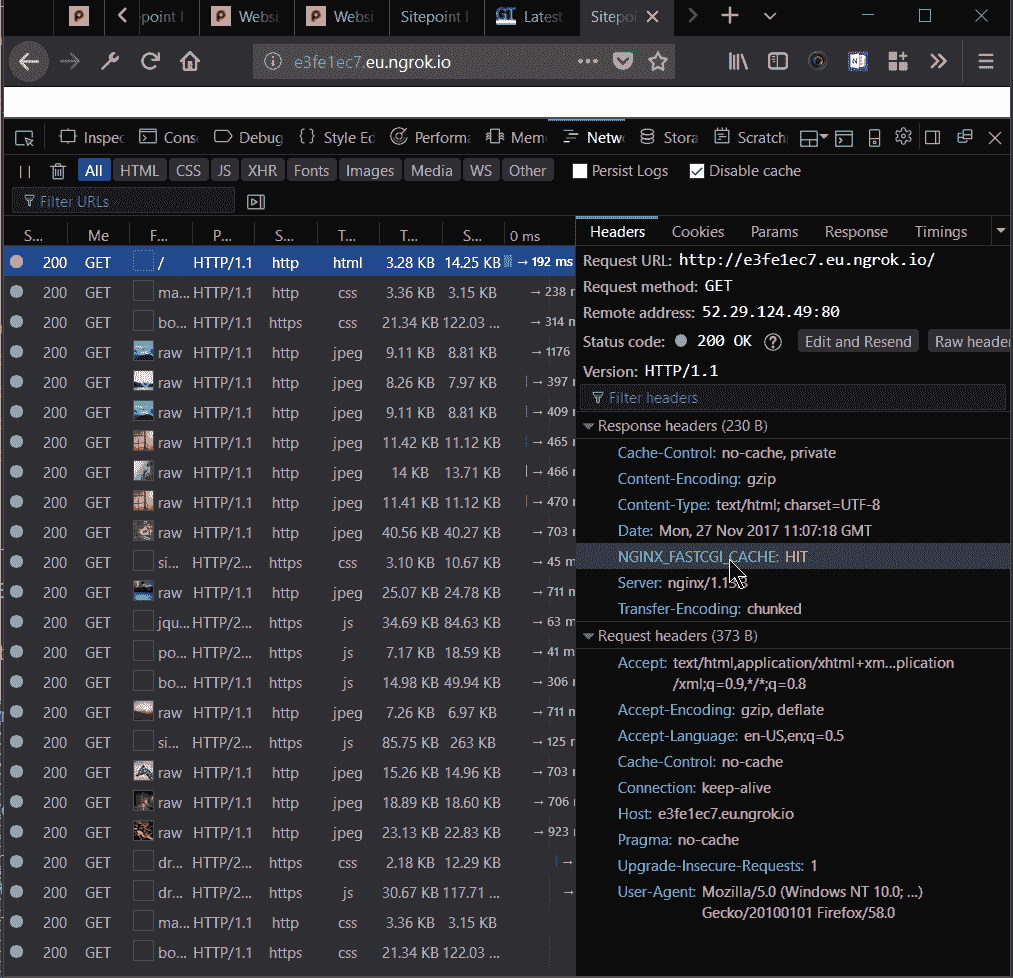 point I Websi Websi Sitepoint I GT Latest Sitepoi
e3fe1ec7.eu.ngrok.io
Inspec Cons Debug Style Ed Performa Mem Netw Stora Scratch
All HTML CSS JS XHR Fonts Images Media WS Other Persist Logs Disable cache
Filter URLs
S... Me F... P... S... T... T... S... 0 ms
200 GET / HTTP/1.1 http html 3.28 KB 14.25 KB → 192 ms
200 GET ma... HTTP/1.1 http css 3.36 KB 3.15 KB → 238 m
200 GET bo... HTTP/1.1 https css 21.34 KB 122.03 ... → 314 m
200 GET raw HTTP/1.1 http jpeg 9.11 KB 8.81 KB → 1176
200 GET raw HTTP/1.1 http jpeg 8.26 KB 7.97 KB → 397
200 GET raw HTTP/1.1 http jpeg 9.11 KB 8.81 KB → 409
200 GET raw HTTP/1.1 http jpeg 11.42 KB 11.12 KB → 465
200 GET raw HTTP/1.1 http jpeg 14 KB 13.71 KB → 466
200 GET raw HTTP/1.1 http jpeg 11.41 KB 11.12 KB → 470
200 GET raw HTTP/1.1 http jpeg 40.56 KB 40.27 KB → 703
200 GET si... HTTP/2... https css 3.10 KB 10.67 KB → 45 m
200 GET raw HTTP/1.1 http jpeg 25.07 KB 24.78 KB → 711
200 GET jqu... HTTP/2... https js 34.69 KB 84.63 KB → 63 m
200 GET po... HTTP/2... https js 7.17 KB 18.59 KB → 41 m
200 GET bo... HTTP/1.1 https js 14.98 KB 49.94 KB → 306
200 GET raw HTTP/1.1 http jpeg 7.26 KB 6.97 KB → 711
200 GET si... HTTP/2... https js 85.75 KB 263 KB → 125
200 GET raw HTTP/1.1 http jpeg 15.26 KB 14.96 KB → 703
200 GET raw HTTP/1.1 http jpeg 18.89 KB 18.60 KB → 706
200 GET raw HTTP/1.1 http jpeg 23.13 KB 22.83 KB → 923
200 GET dr... HTTP/2... https css 2.18 KB 12.29 KB →
200 GET dr... HTTP/2... https js 30.67 KB 117.71 ... →
200 GET ma... HTTP/1.1 http css 3.36 KB 3.15 KB
200 GET bo... HTTP/1.1 https css 21.34 KB 122.03 ...
Headers Cookies Params Response Timings
Request URL: http://e3fe1ec7.eu.ngrok.io/
Request method: GET
Remote address: 52.29.124.49:80
Status code: 200 OK ? Edit and Resend Raw header
Version: HTTP/1.1
Filter headers
Response headers (230 B)
Cache-Control: no-cache, private
Content-Encoding: gzip
Content-Type: text/html; charset=UTF-8
Date: Mon, 27 Nov 2017 11:07:18 GMT
NGINX_FASTCGI_CACHE: HIT
Server:
Transfer-Encoding: chunked
Request headers (373 B)
Accept: text/html,application/xhtml+xm...plication
/xml;q=0.9,*/*;q=0.8
Accept-Encoding: gzip, deflate
Accept-Language: en-US,en;q=0.5
Cache-Control: no-cache
Connection: keep-alive
Host: e3fe1ec7.eu.ngrok.io
Pragma: no-cache
Upgrade-Insecure-Requests: 1
User-Agent: Mozilla/5.0 (Windows NT 10.0; ...)
Gecko/20100101 Firefox/58.0